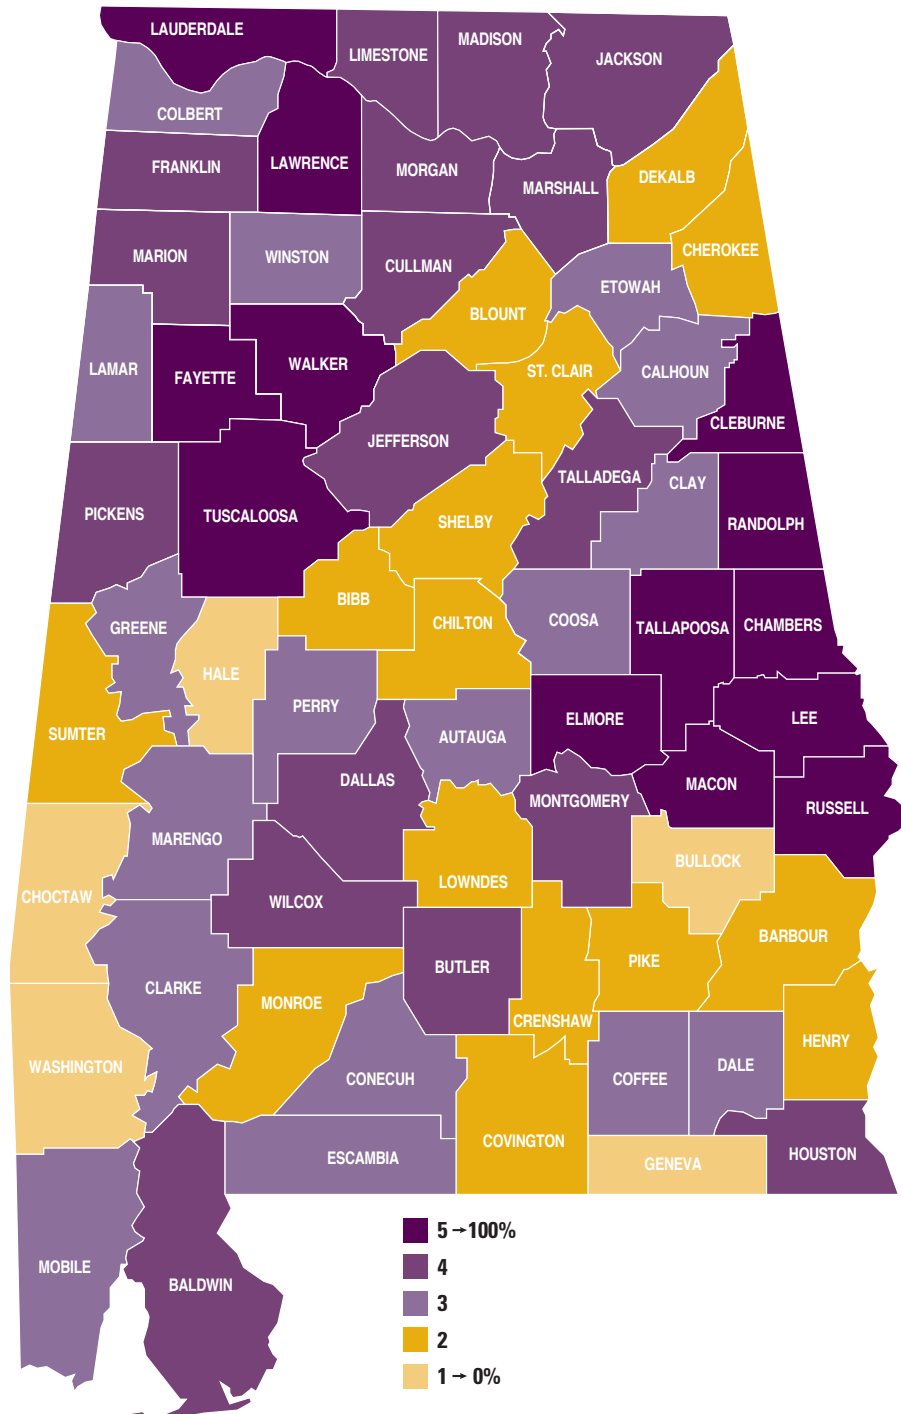 LAUDERDALE
LIMESTONE
MADISON
JACKSON
COLBERT
LAWRENCE
FRANKLIN
MORGAN
MARSHALL
DEKALB
CHEROKEE
MARION
WINSTON
CULLMAN
ETOWAH
BLOUNT
LAMAR
FAYETTE
WALKER
ST. CLAIR
CALHOUN
CLEBURNE
JEFFERSON
TALLADEGA
CLAY
PICKENS
TUSCALOOSA
SHELBY
RANDOLPH
BIBB
CHILTON
COOSA
TALLAPOOSA
CHAMBERS
GREENE
HALE
PERRY
SUMTER
AUTAUGA
ELMORE
LEE
DALLAS
MACON
MONTGOMERY
RUSSELL
MARENGO
BULLOCK
CHOCTAW
WILCOX
LOWNDES
BARBOUR
CLARKE
BUTLER
PIKE
MONROE
CRENSHAW
HENRY
WASHINGTON
CONECUH
COFFEE
DALE
COVINGTON
ESCAMBIA
GENEVA
HOUSTON
MOBILE
BALDWIN
5→100%
4
3
2
1→ 0%